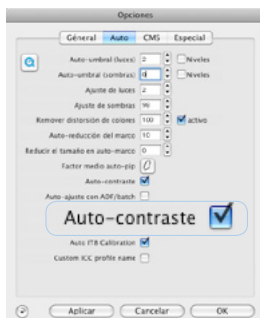 Opciones
Géneral Auto CMS Especial
Auto-umbral (luces) 2 Niveles
Auto-umbral (sombras) 0 Niveles
Ajuste de luces 2
Ajuste de sombras 98
Remover distorsión de colores 100 activo
Auto-reducción del marco 10
Reducir el tamaño en auto-marco 0
Factor medio auto-pip 0
Auto-contraste
Auto-ajuste con ADF/batch
Auto-contraste
Auto IT8 Calibration
Custom ICC profile name
Aplicar Cancelar OK